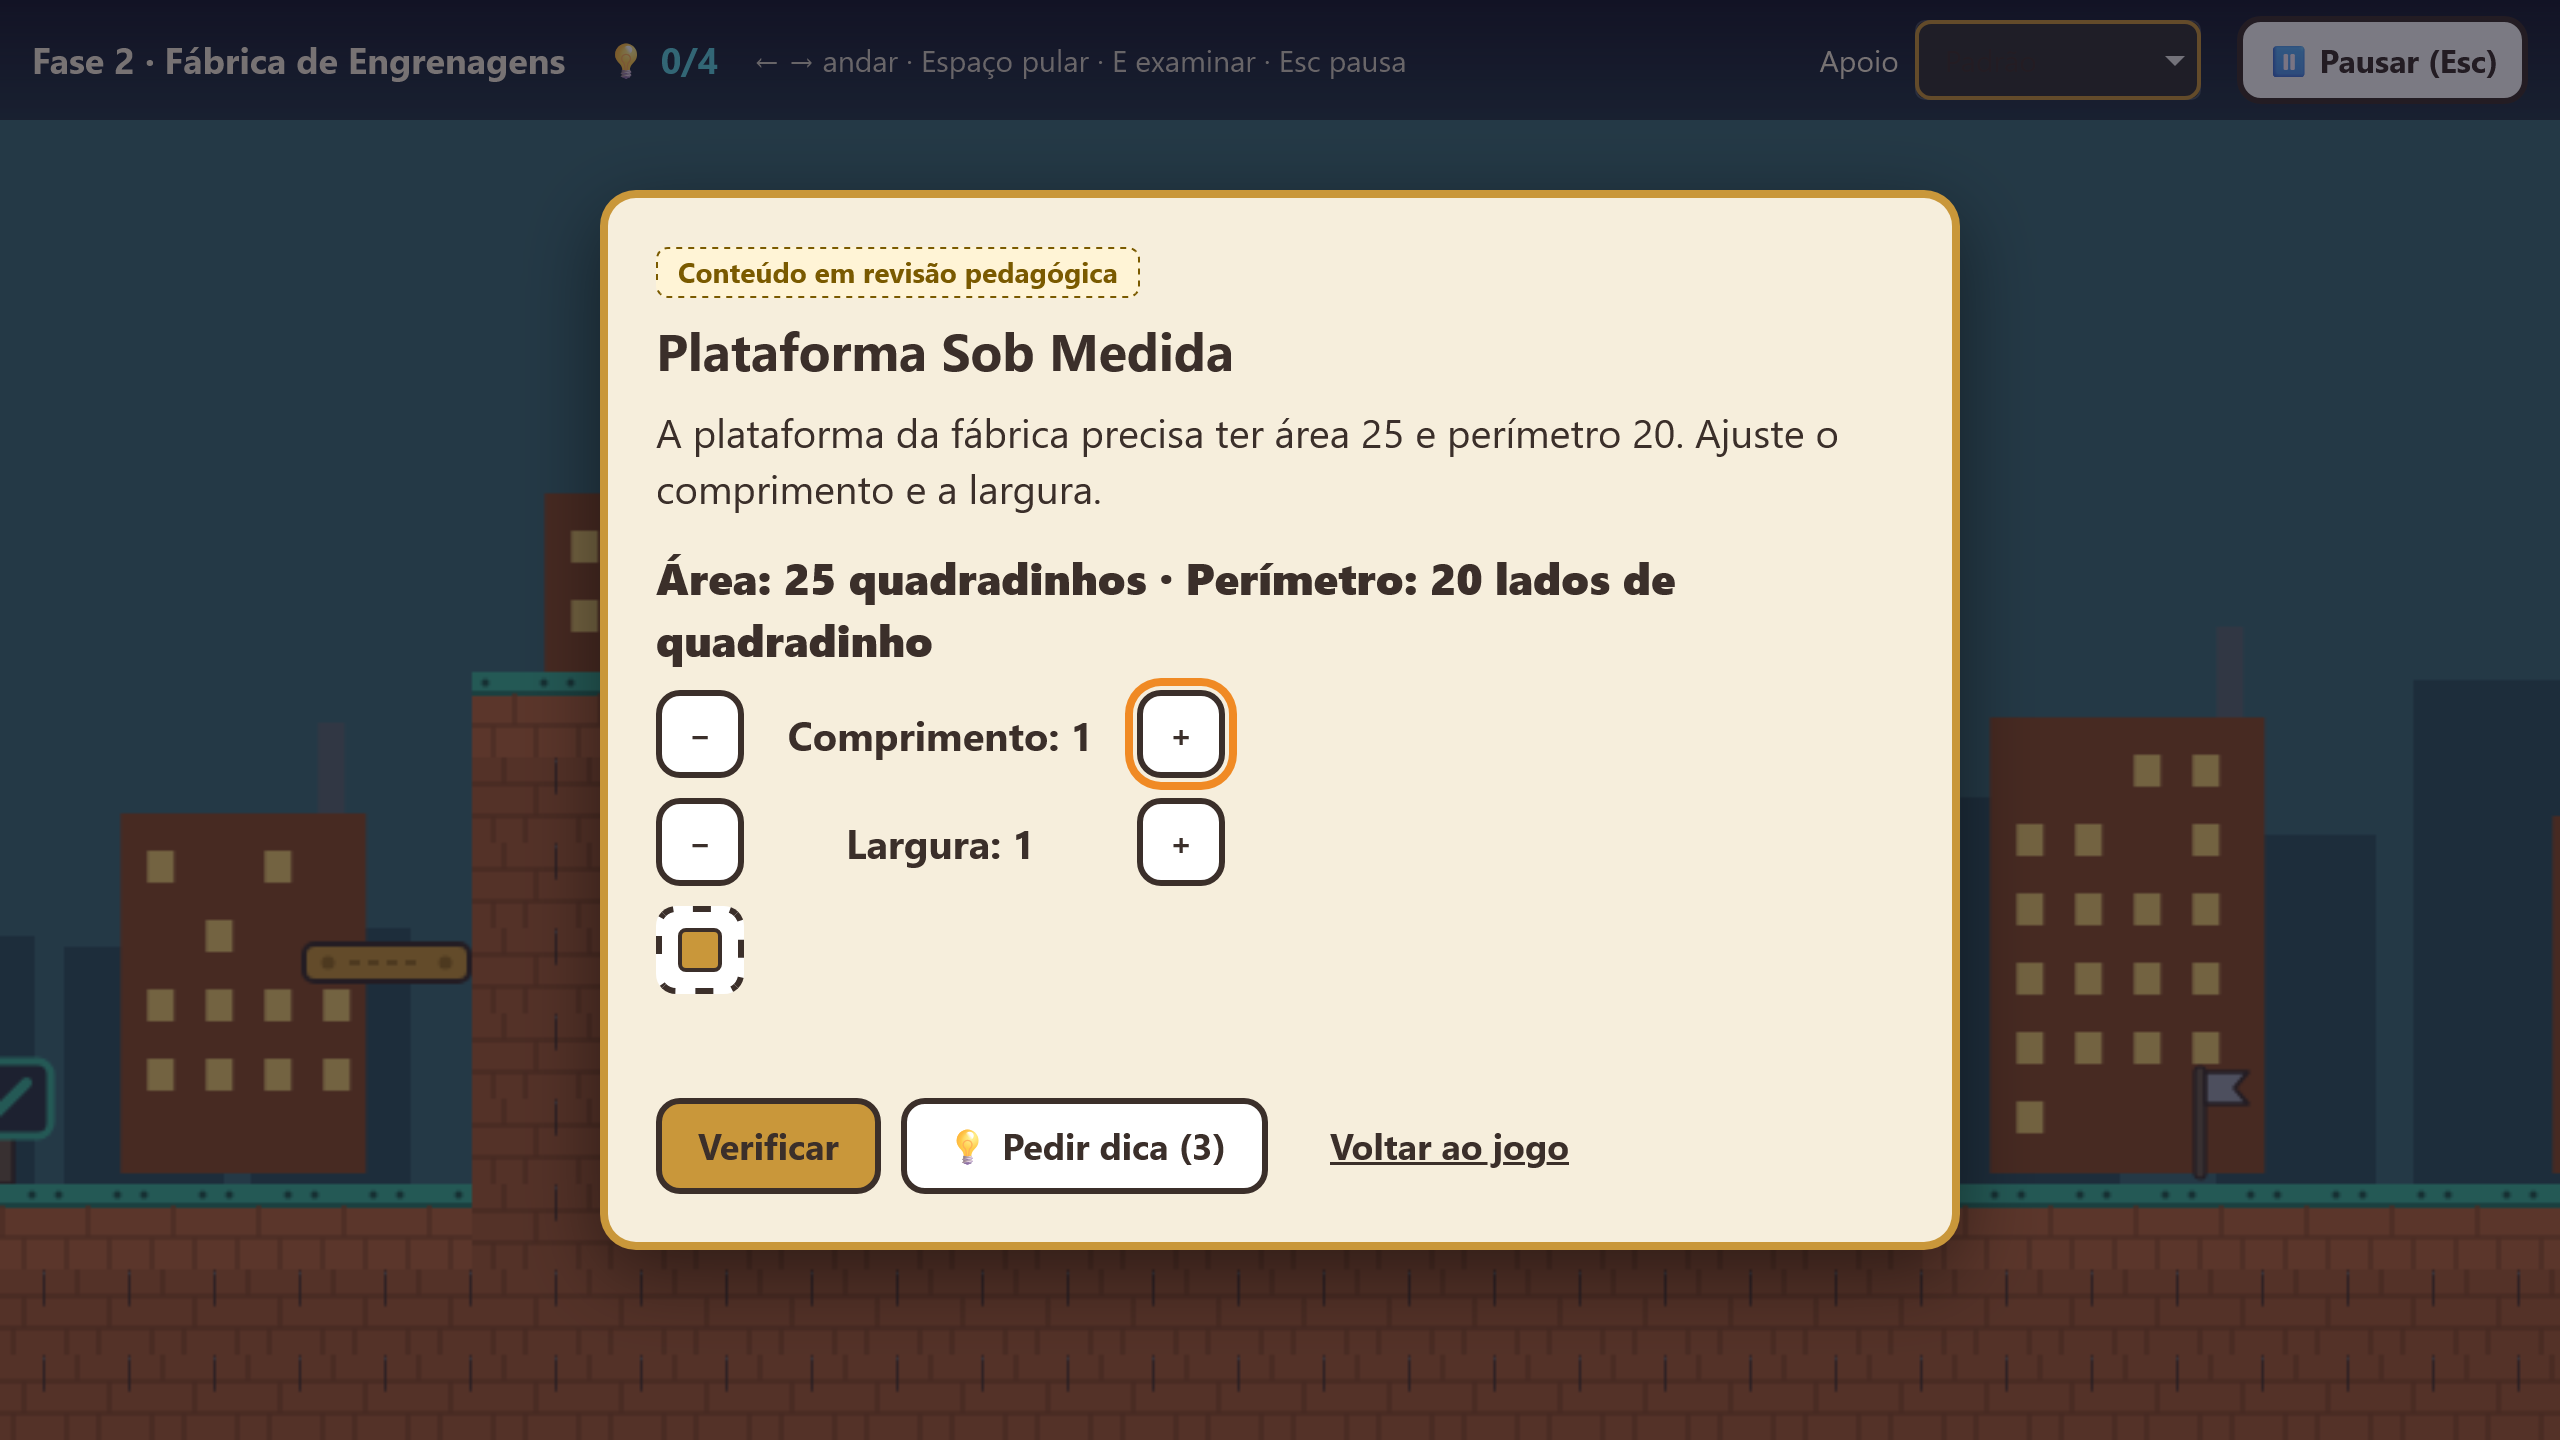 Fase 2 · Fábrica de Engrenagens
💡 0/4
← → andar · Espaço pular · E examinar · Esc pausa
Apoio
⏸ Pausar (Esc)
Conteúdo em revisão pedagógica
Plataforma Sob Medida
A plataforma da fábrica precisa ter área 25 e perímetro 20. Ajuste o
comprimento e a largura.
Área: 25 quadradinhos · Perímetro: 20 lados de
quadradinho
− Comprimento: 1 +
− Largura: 1 +
Verificar
💡 Pedir dica (3)
Voltar ao jogo